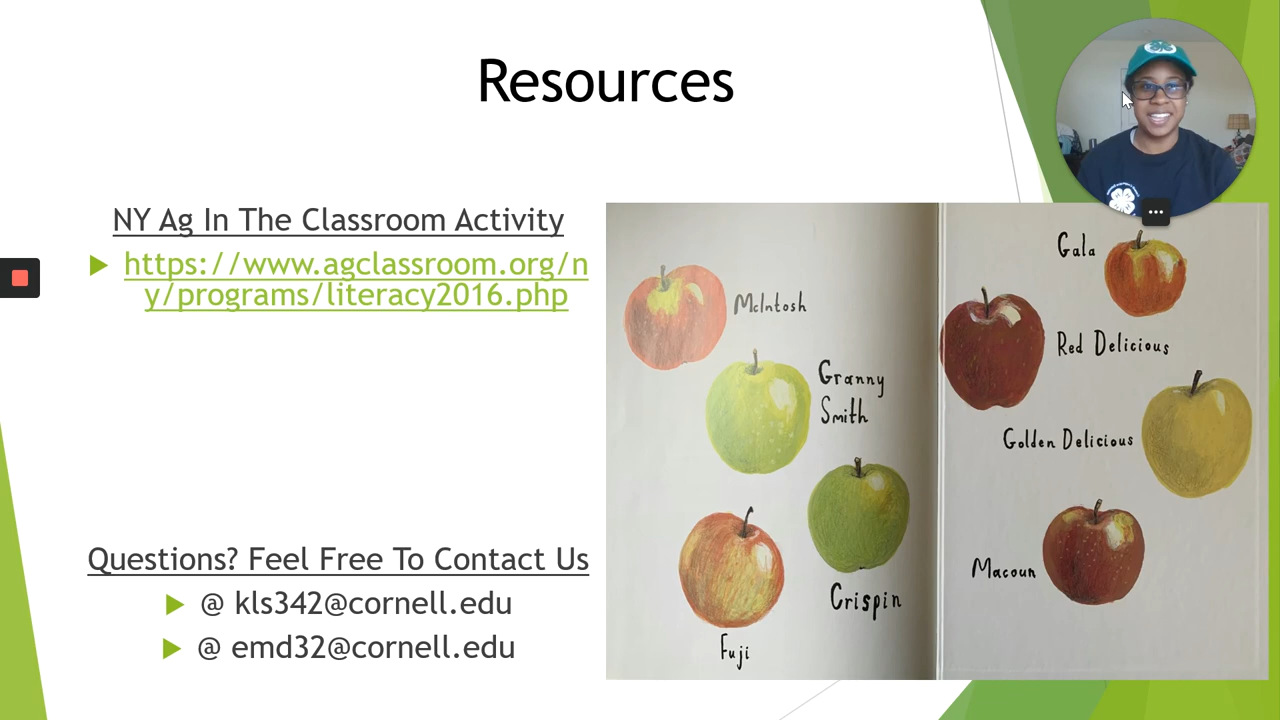 Resources
NY Ag In The Classroom Activity
https://www.agclassroom.org/n
y/programs/literacy2016.php
Questions? Feel Free To Contact Us
@ kls342@cornell.edu
@ emd32@cornell.edu
McIntosh
Granny
Smith
Crispin
Fuji
Gala
Red Delicious
Golden Delicious
Macoun